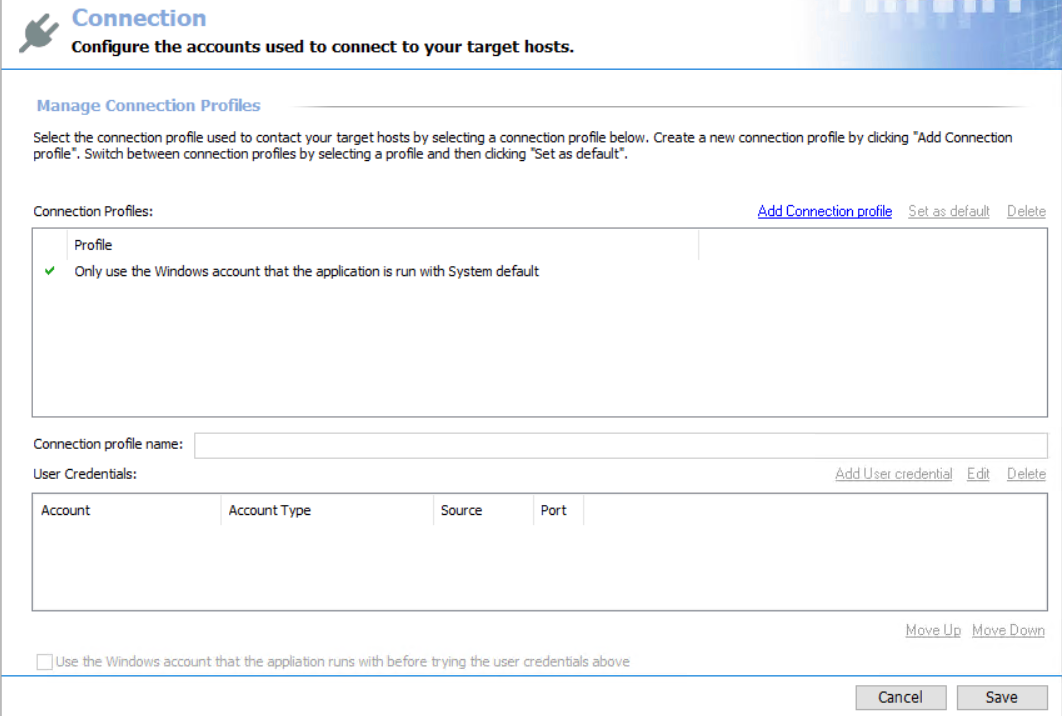 Connection
Configure the accounts used to connect to your target hosts.
Manage Connection Profiles
Select the connection profile used to contact your target hosts by selecting a connection profile below. Create a new connection profile by clicking "Add Connection
profile". Switch between connection profiles by selecting a profile and then clicking "Set as default".
Connection Profiles: Add Connection profile Set as default Delete
Profile
Only use the Windows account that the application is run with System default
Connection profile name:
User Credentials: Add User credential Edit Delete
Account Account Type Source Port
Move Up Move Down
Use the Windows account that the appliation runs with before trying the user credentials above
Cancel Save